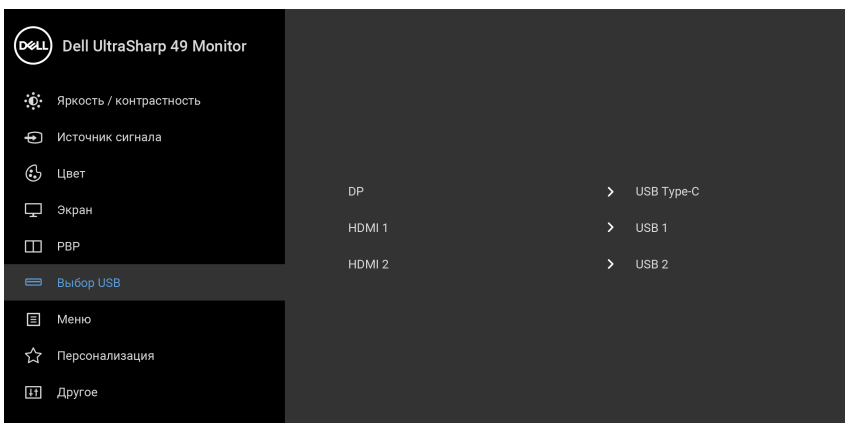 DELL Dell UltraSharp 49 Monitor
Яркость / контрастность
Источник сигнала
Цвет
Экран
PBP
Выбор USB
Меню
Персонализация
Другое
DP > USB Type-C
HDMI 1 > USB 1
HDMI 2 > USB 2